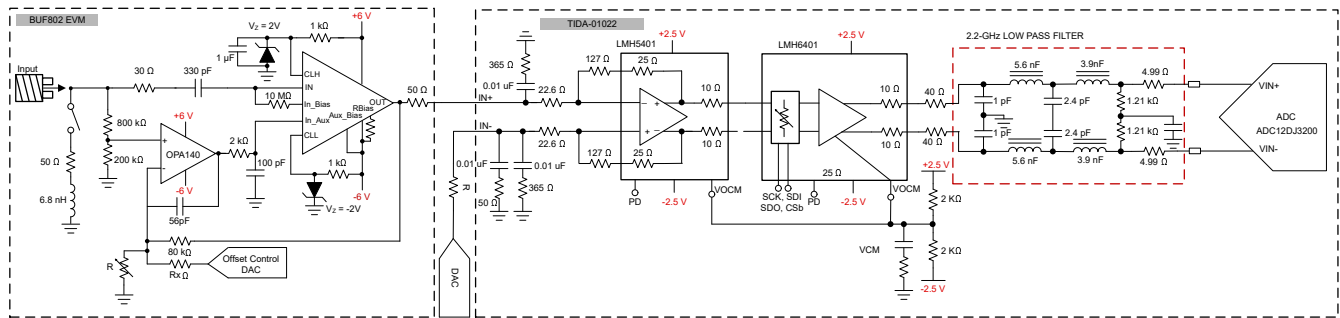 BUF802 EVM
Input
30 Ω
330 pF
50 Ω
6.8 nH
800 kΩ
200 kΩ
+6 V
OPA140
+
-
-6 V
56pF
2 kΩ
100 pF
1 μF
VZ = 2V
1 kΩ
+6 V
10 MΩ
CLH
IN
In_Bias
In_Aux
CLL
OUT
RBias
Aux_Bias
1 kΩ
-6 V
VZ = -2V
80 kΩ
RxΩ
R
Offset Control
DAC
50 Ω
TIDA-01022
IN+
IN-
365 Ω
0.01 uF
22.6 Ω
22.6 Ω
0.01 uF
50 Ω
0.01 uF
365 Ω
R
DAC
LMH5401
+2.5 V
127 Ω
25 Ω
127 Ω
25 Ω
− +
+ −
10 Ω
10 Ω
PD
-2.5 V
VOCM
LMH6401
+2.5 V
10 Ω
10 Ω
SCK, SDI
SDO, CSb
25 Ω
PD
-2.5 V
VOCM
40 Ω
40 Ω
+2.5 V
2 KΩ
2 KΩ
-2.5 V
VCM
2.2-GHz LOW PASS FILTER
5.6 nF
3.9nF
1 pF
1 pF
2.4 pF
2.4 pF
5.6 nF
3.9 nF
1.21 kΩ
1.21 kΩ
4.99 Ω
4.99 Ω
VIN+
VIN-
ADC
ADC12DJ3200